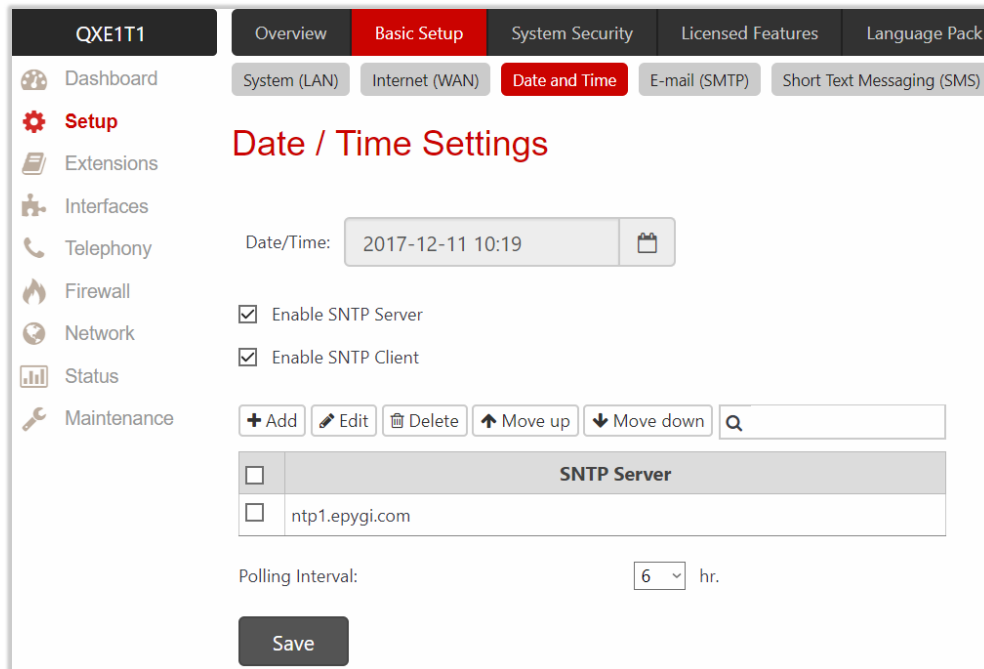 QXE1T1
Overview
Basic Setup
System Security
Licensed Features
Language Pack
Dashboard
Setup
Extensions
Interfaces
Telephony
Firewall
Network
Status
Maintenance
System (LAN)
Internet (WAN)
Date and Time
E-mail (SMTP)
Short Text Messaging (SMS)
Date / Time Settings
Date/Time:
2017-12-11 10:19
Enable SNTP Server
Enable SNTP Client
Add
Edit
Delete
Move up
Move down
SNTP Server
ntp1.epygi.com
Polling Interval:
6
hr.
Save